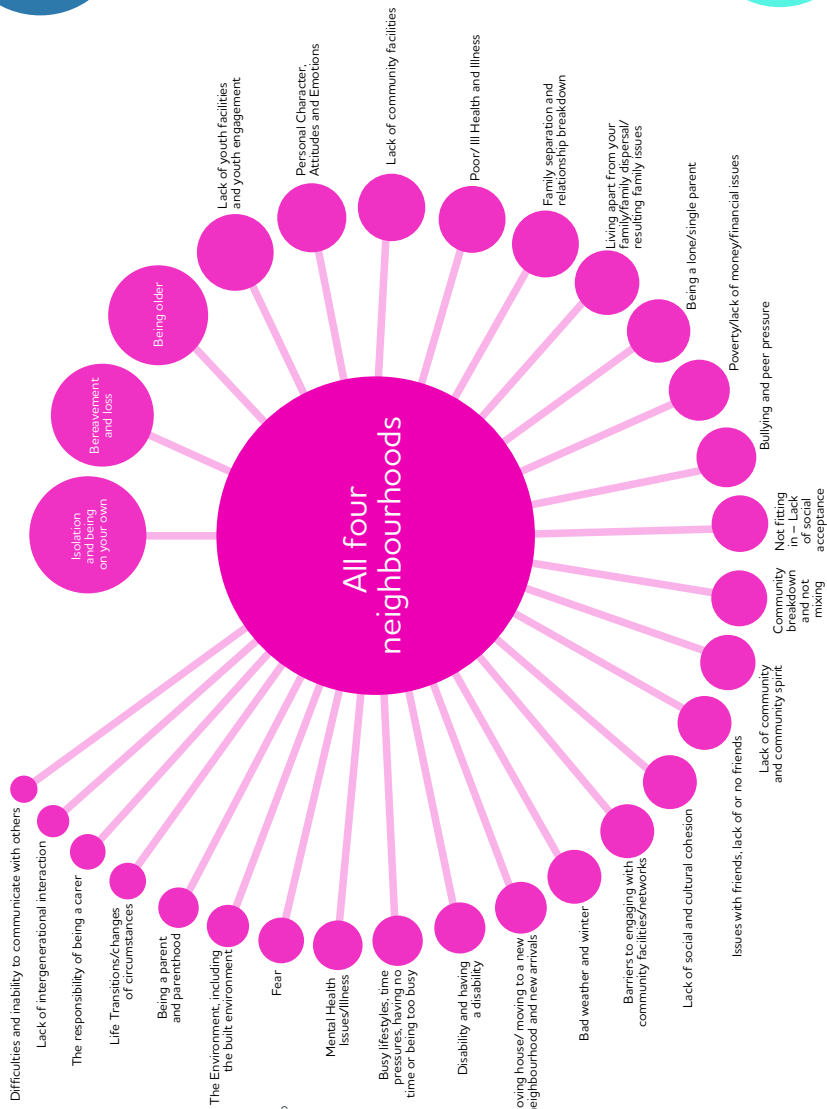 All four
neighbourhoods
Isolation
and being
on your own
Bereavement
and loss
Being older
Lack of youth facilities
and youth engagement
Personal Character,
Attitudes and Emotions
Lack of community facilities
Poor/ Ill Health and Illness
Family separation and
relationship breakdown
Living apart from your
family/family dispersal/
resulting family issues
Being a lone/single parent
Poverty/lack of money/financial issues
Bullying and peer pressure
Not fitting
in – Lack
of social
acceptance
Community
breakdown
and not
mixing
Lack of community
and community spirit
Issues with friends, lack of or no friends
Lack of social and cultural cohesion
Barriers to engaging with
community facilities/networks
Bad weather and winter
oving house/ moving to a new
eighbourhood and new arrivals
Disability and having
a disability
Busy lifestyles, time
pressures, having no
time or being too busy
Mental Health
Issues/Illness
Fear
The Environment, including
the built environment
Being a parent
and parenthood
Life Transitions/changes
of circumstances
The responsibility of being a carer
Lack of intergenerational interaction
Difficulties and inability to communicate with others